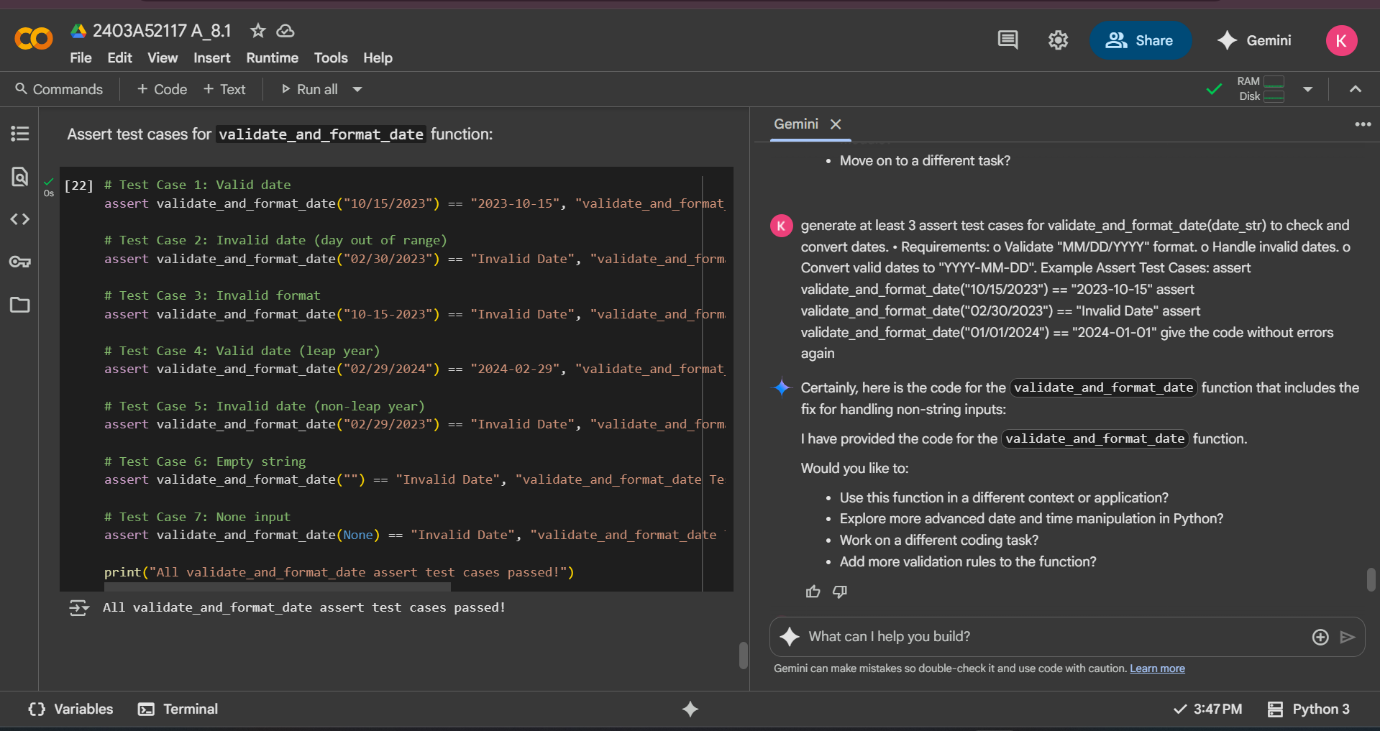 2403A52117 A_8.1
File Edit View Insert Runtime Tools Help
Share
Gemini
K
Commands + Code + Text Run all
RAM
Disk
Assert test cases for validate_and_format_date function:
0s
[22] # Test Case 1: Valid date
assert validate_and_format_date("10/15/2023") == "2023-10-15", "validate_and_format_
# Test Case 2: Invalid date (day out of range)
assert validate_and_format_date("02/30/2023") == "Invalid Date", "validate_and_form
# Test Case 3: Invalid format
assert validate_and_format_date("10-15-2023") == "Invalid Date", "validate_and_form
# Test Case 4: Valid date (leap year)
assert validate_and_format_date("02/29/2024") == "2024-02-29", "validate_and_format_
# Test Case 5: Invalid date (non-leap year)
assert validate_and_format_date("02/29/2023") == "Invalid Date", "validate_and_form
# Test Case 6: Empty string
assert validate_and_format_date("") == "Invalid Date", "validate_and_format_date Te
# Test Case 7: None input
assert validate_and_format_date(None) == "Invalid Date", "validate_and_format_date
print("All validate_and_format_date assert test cases passed!")
All validate_and_format_date assert test cases passed!
Gemini
• Move on to a different task?
K
generate at least 3 assert test cases for validate_and_format_date(date_str) to check and
convert dates. • Requirements: o Validate "MM/DD/YYYY" format. o Handle invalid dates. o
Convert valid dates to "YYYY-MM-DD". Example Assert Test Cases: assert
validate_and_format_date("10/15/2023") == "2023-10-15" assert
validate_and_format_date("02/30/2023") == "Invalid Date" assert
validate_and_format_date("01/01/2024") == "2024-01-01" give the code without errors
again
Certainly, here is the code for the validate_and_format_date function that includes the
fix for handling non-string inputs:
I have provided the code for the validate_and_format_date function.
Would you like to:
• Use this function in a different context or application?
• Explore more advanced date and time manipulation in Python?
• Work on a different coding task?
• Add more validation rules to the function?
What can I help you build?
Gemini can make mistakes so double-check it and use code with caution. Learn more
Variables Terminal
3:47 PM Python 3